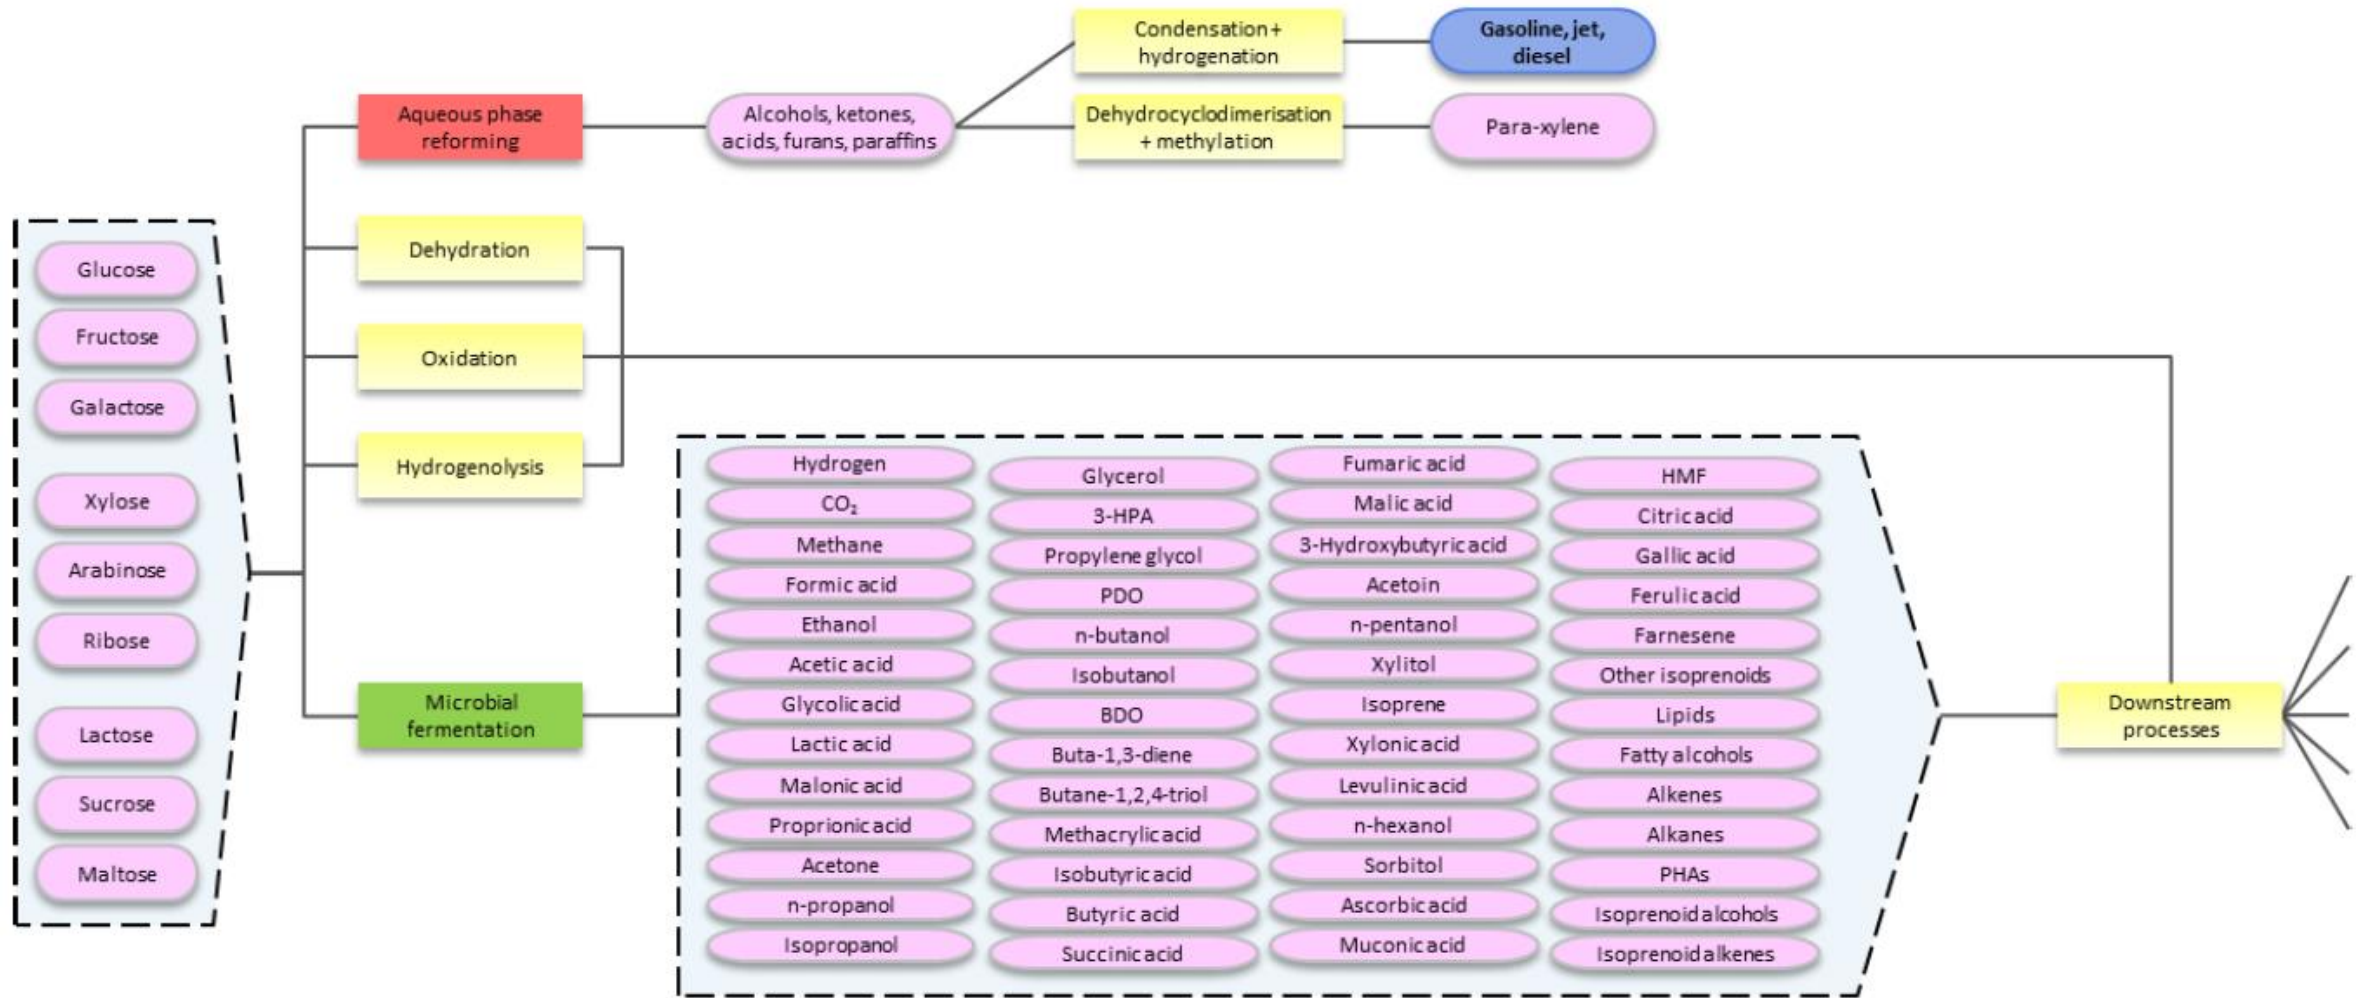 Condensation +
hydrogenation
Gasoline, jet,
diesel
Aqueous phase
reforming
Alcohols, ketones,
acids, furans, paraffins
Dehydrocyclodimerisation
+ methylation
Para-xylene
Dehydration
Oxidation
Hydrogenolysis
Microbial
fermentation
Glucose
Fructose
Galactose
Xylose
Arabinose
Ribose
Lactose
Sucrose
Maltose
Hydrogen
CO₂
Methane
Formic acid
Ethanol
Acetic acid
Glycolic acid
Lactic acid
Malonic acid
Proprionic acid
Acetone
n-propanol
Isopropanol
Glycerol
3-HPA
Propylene glycol
PDO
n-butanol
Isobutanol
BDO
Buta-1,3-diene
Butane-1,2,4-triol
Methacrylic acid
Isobutyric acid
Butyric acid
Succinic acid
Fumaric acid
Malic acid
3-Hydroxybutyric acid
Acetoin
n-pentanol
Xylitol
Isoprene
Xylonic acid
Levulinic acid
n-hexanol
Sorbitol
Ascorbic acid
Muconic acid
HMF
Citric acid
Gallic acid
Ferulic acid
Farnesene
Other isoprenoids
Lipids
Fatty alcohols
Alkenes
Alkanes
PHAs
Isoprenoid alcohols
Isoprenoid alkenes
Downstream
processes